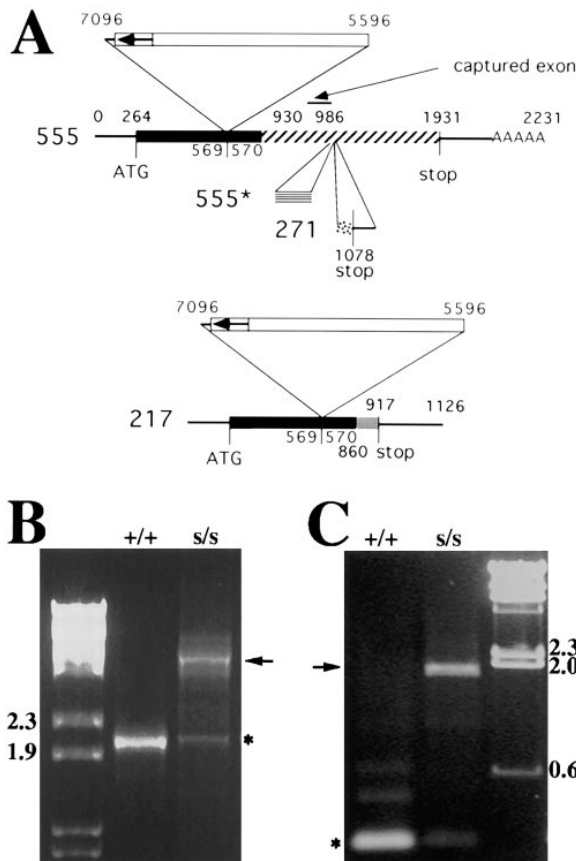 A
7096
5596
captured exon
0 264 930 986 1931 2231
555
AAAAA
569 570
ATG
stop
555*
271
1078
stop
7096
5596
917
1126
217
569 570
860
stop
ATG
B
+/+ s/s
2.3
1.9
*
C
+/+ s/s
2.3
2.0
0.6
*